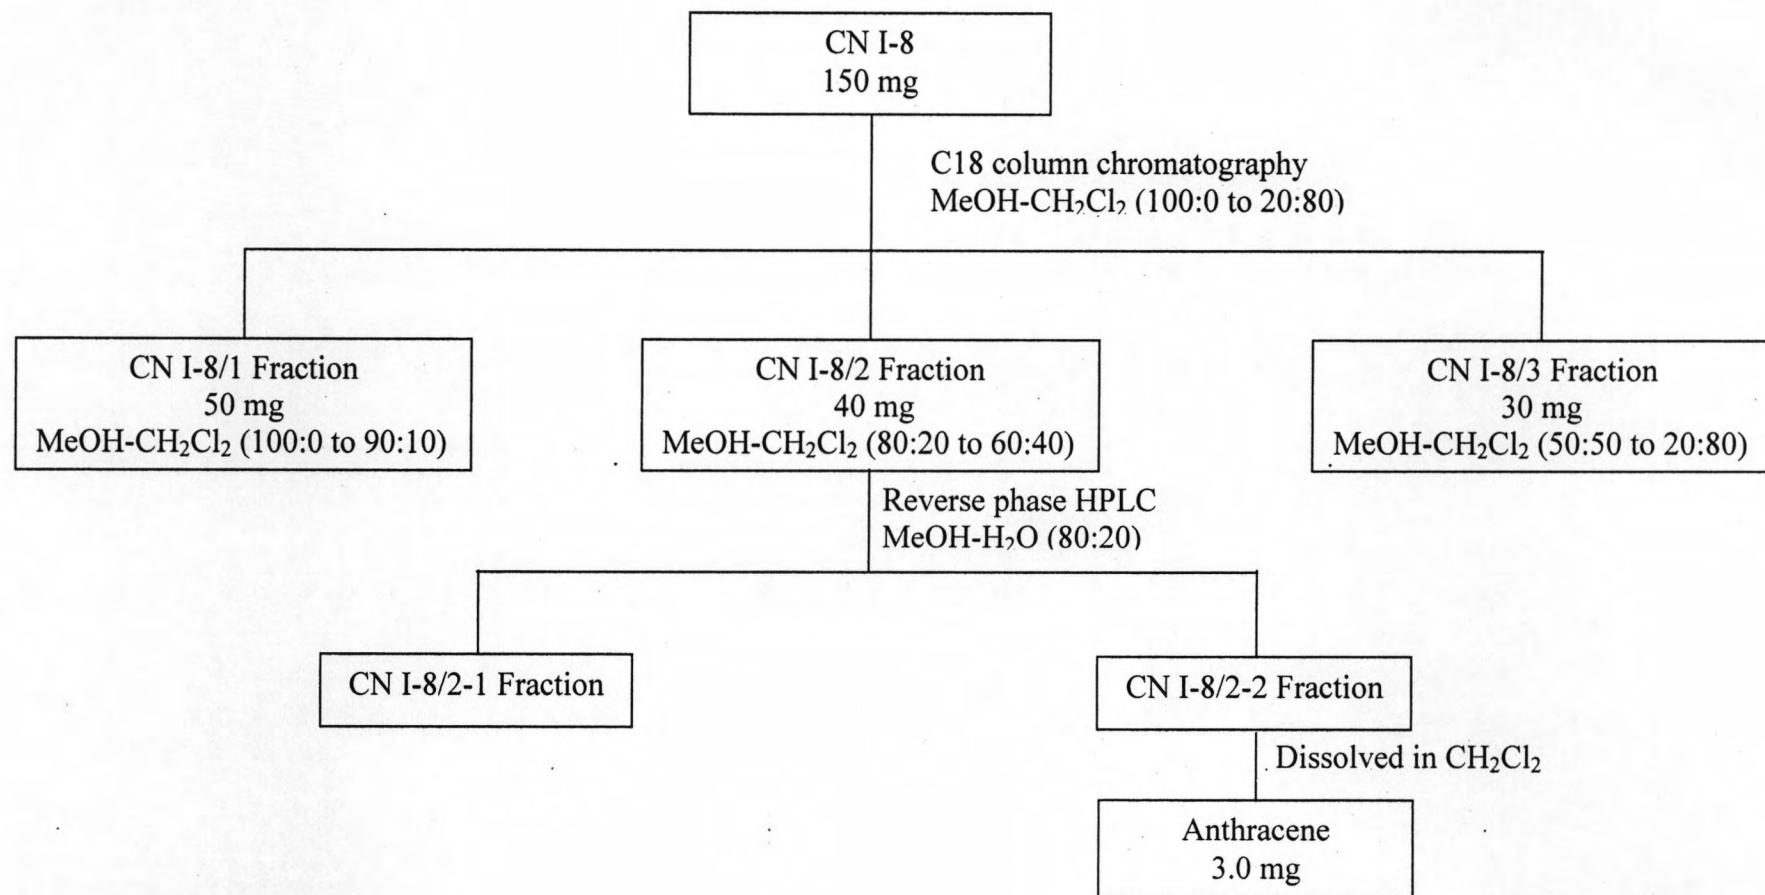 CN I-8
150 mg
C18 column chromatography
MeOH-CH₂Cl₂ (100:0 to 20:80)
CN I-8/1 Fraction
50 mg
MeOH-CH₂Cl₂ (100:0 to 90:10)
CN I-8/2 Fraction
40 mg
MeOH-CH₂Cl₂ (80:20 to 60:40)
CN I-8/3 Fraction
30 mg
MeOH-CH₂Cl₂ (50:50 to 20:80)
Reverse phase HPLC
MeOH-H₂O (80:20)
CN I-8/2-1 Fraction
CN I-8/2-2 Fraction
Dissolved in CH₂Cl₂
Anthracene
3.0 mg